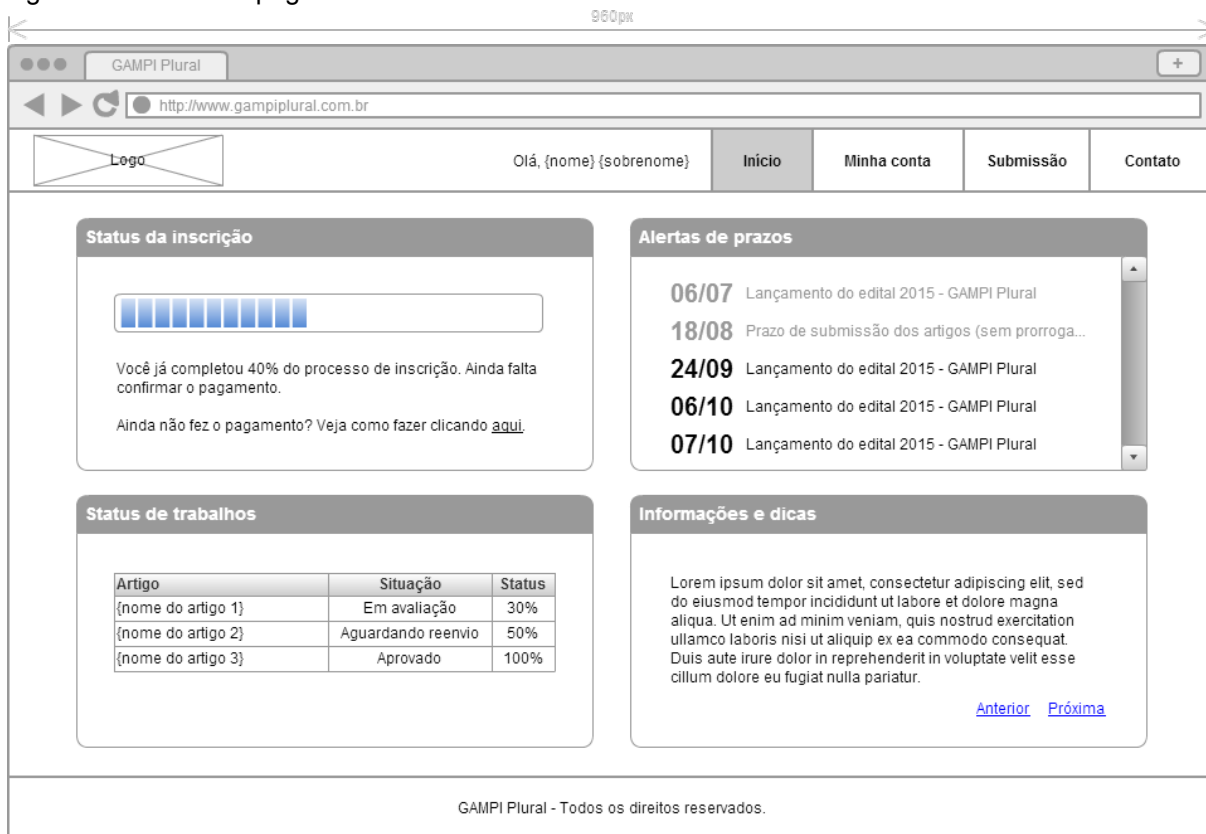 960px
GAMPI Plural
+
http://www.gampiplural.com.br
Logo
Olá, {nome} {sobrenome}
Início
Minha conta
Submissão
Contato
Status da inscrição
Você já completou 40% do processo de inscrição. Ainda falta
confirmar o pagamento.
Ainda não fez o pagamento? Veja como fazer clicando aqui.
Alertas de prazos
06/07 Lançamento do edital 2015 - GAMPI Plural
18/08 Prazo de submissão dos artigos (sem prorroga...
24/09 Lançamento do edital 2015 - GAMPI Plural
06/10 Lançamento do edital 2015 - GAMPI Plural
07/10 Lançamento do edital 2015 - GAMPI Plural
Status de trabalhos
Artigo Situação Status
{nome do artigo 1} Em avaliação 30%
{nome do artigo 2} Aguardando reenvio 50%
{nome do artigo 3} Aprovado 100%
Informações e dicas
Lorem ipsum dolor sit amet, consectetur adipiscing elit, sed
do eiusmod tempor incididunt ut labore et dolore magna
aliqua. Ut enim ad minim veniam, quis nostrud exercitation
ullamco laboris nisi ut aliquip ex ea commodo consequat.
Duis aute irure dolor in reprehenderit in voluptate velit esse
cillum dolore eu fugiat nulla pariatur.
Anterior Próxima
GAMPI Plural - Todos os direitos reservados.